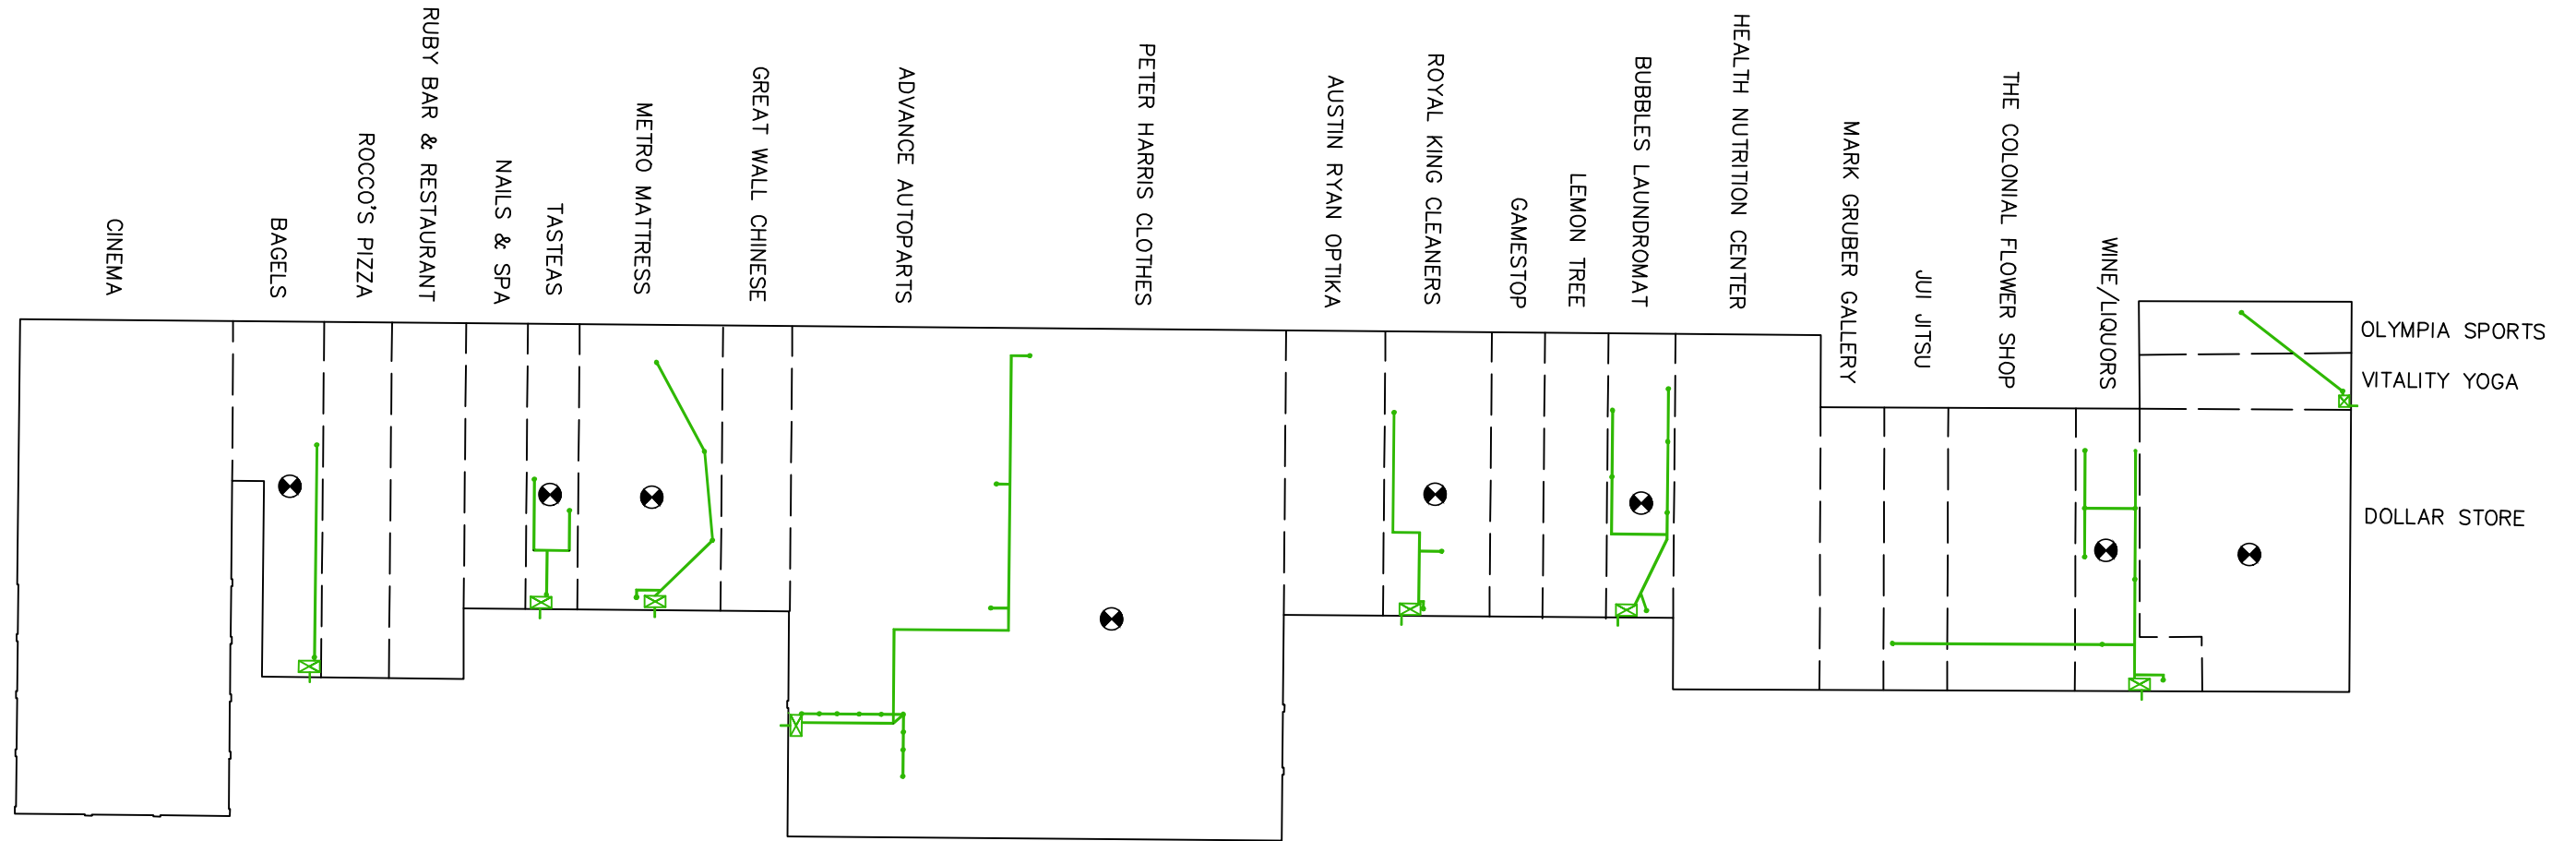 CINEMA
BAGELS
ROCCO'S PIZZA
RUBY BAR & RESTAURANT
NAILS & SPA
TASTEAS
METRO MATTRESS
GREAT WALL CHINESE
ADVANCE AUTOPARTS
PETER HARRIS CLOTHES
AUSTIN RYAN OPTIKA
ROYAL KING CLEANERS
GAMESTOP
LEMON TREE
BUBBLES LAUNDROMAT
HEALTH NUTRITION CENTER
MARK GRUBER GALLERY
JUI JITSU
THE COLONIAL FLOWER SHOP
WINE/LIQUORS
OLYMPIA SPORTS
VITALITY YOGA
DOLLAR STORE